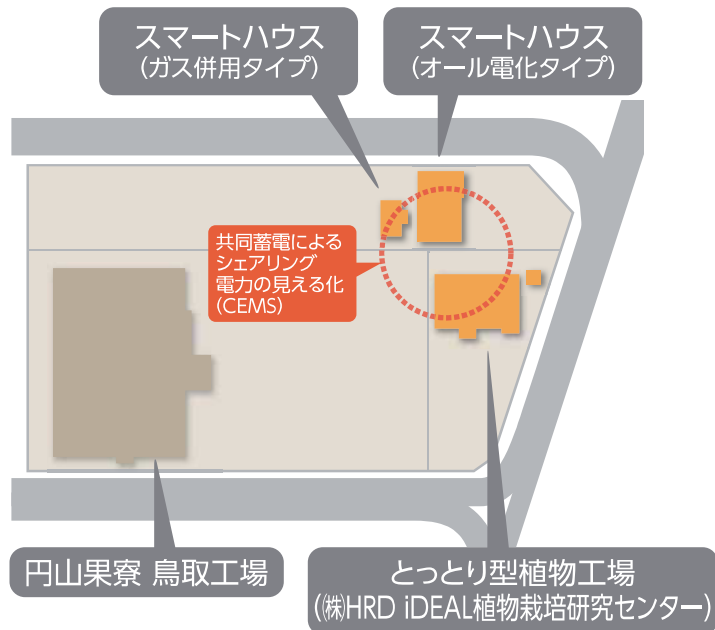 スマートハウス
（ガス併用タイプ）
スマートハウス
（オール電化タイプ）
共同蓄電による
シェアリング
電力の見える化
（CEMS）
円山果寮 鳥取工場
とっとり型植物工場
（㈱HRD iDEAL植物栽培研究センター）